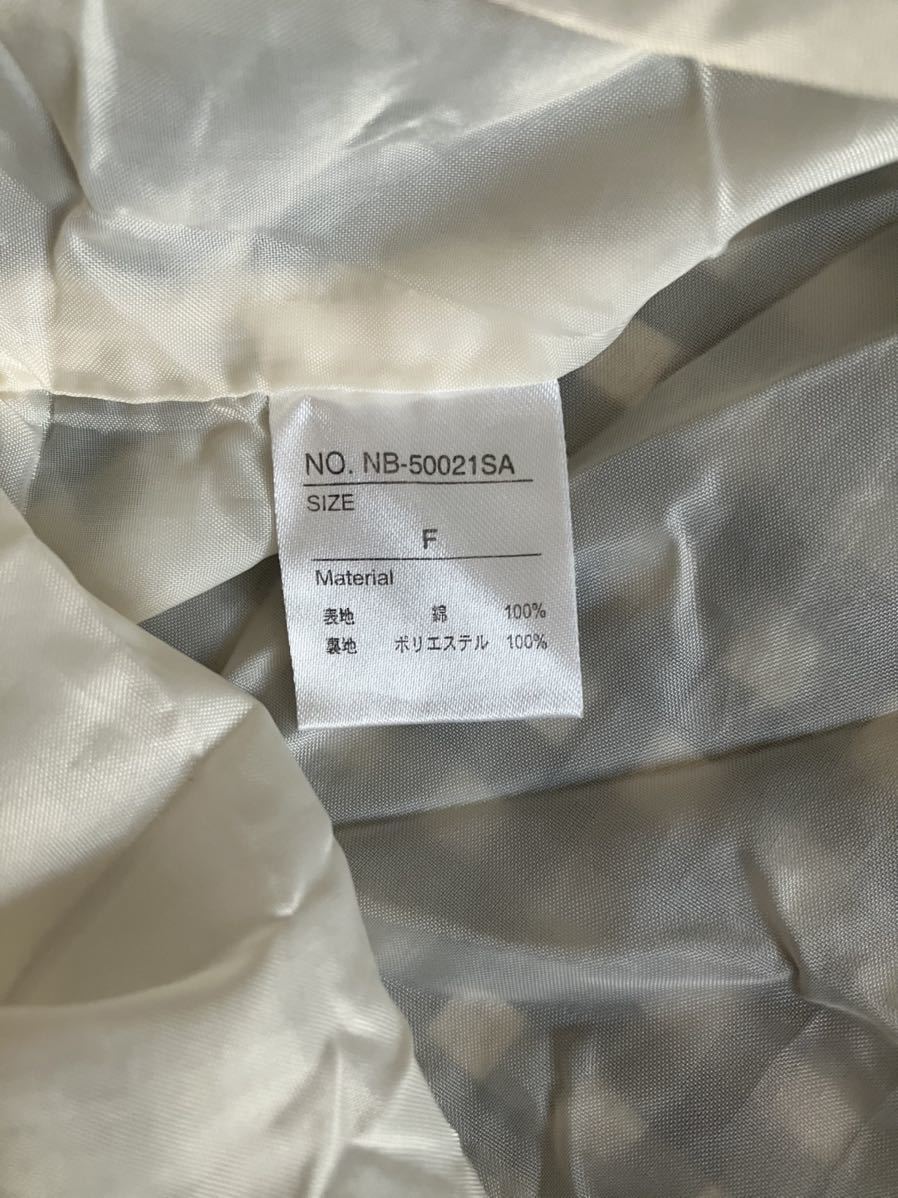 NO. NB-50021SA
SIZE
F
Material
表地 綿 100%
裏地 ポリエステル 100%